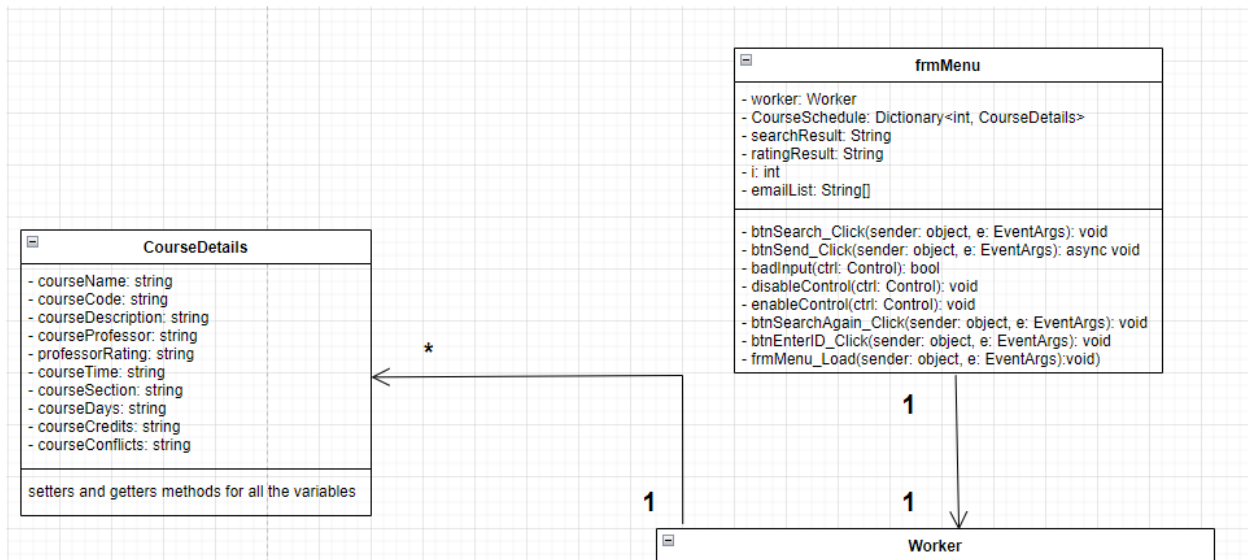 frmMenu
- worker: Worker
- CourseSchedule: Dictionary<int, CourseDetails>
- searchResult: String
- ratingResult: String
- i: int
- emailList: String[]
- btnSearch_Click(sender: object, e: EventArgs): void
- btnSend_Click(sender: object, e: EventArgs): async void
- badInput(ctrl: Control): bool
- disableControl(ctrl: Control): void
- enableControl(ctrl: Control): void
- btnSearchAgain_Click(sender: object, e: EventArgs): void
- btnEnterID_Click(sender: object, e: EventArgs): void
- frmMenu_Load(sender: object, e: EventArgs):void)
CourseDetails
- courseName: string
- courseCode: string
- courseDescription: string
- courseProfessor: string
- professorRating: string
- courseTime: string
- courseSection: string
- courseDays: string
- courseCredits: string
- courseConflicts: string
setters and getters methods for all the variables
*
1
1
1
Worker